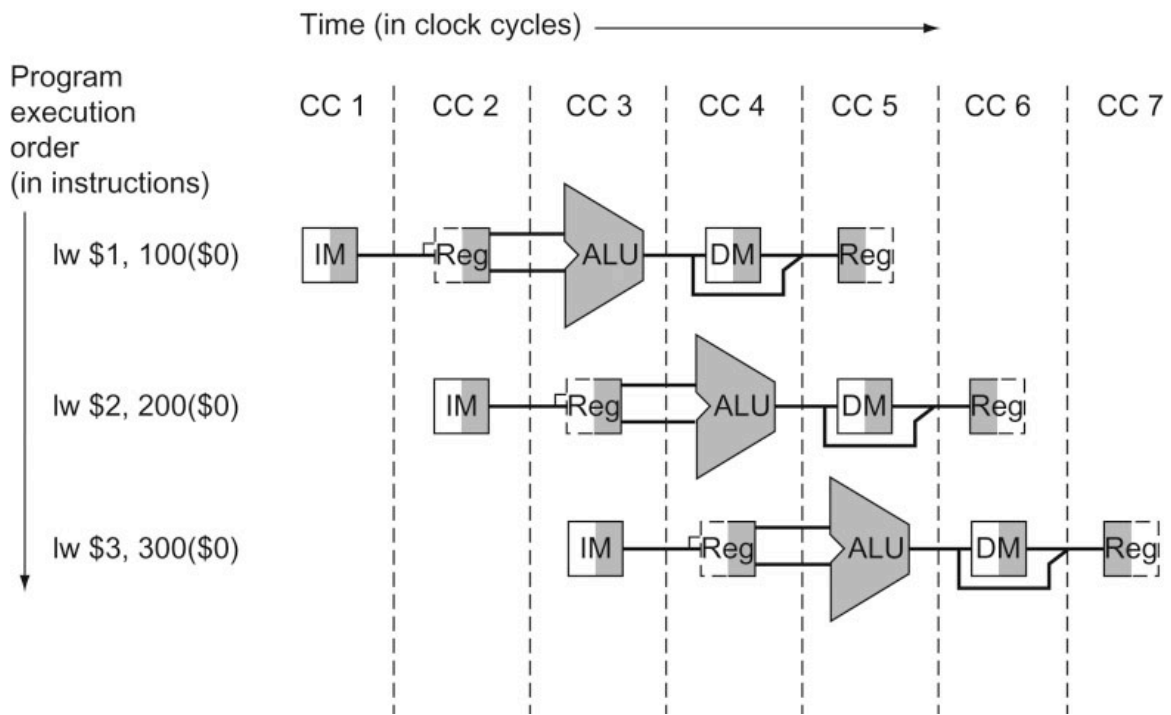 Time (in clock cycles)
Program
execution
order
(in instructions)
CC 1 CC 2 CC 3 CC 4 CC 5 CC 6 CC 7
lw $1, 100($0) IM Reg ALU DM Reg
lw $2, 200($0) IM Reg ALU DM Reg
lw $3, 300($0) IM Reg ALU DM Reg